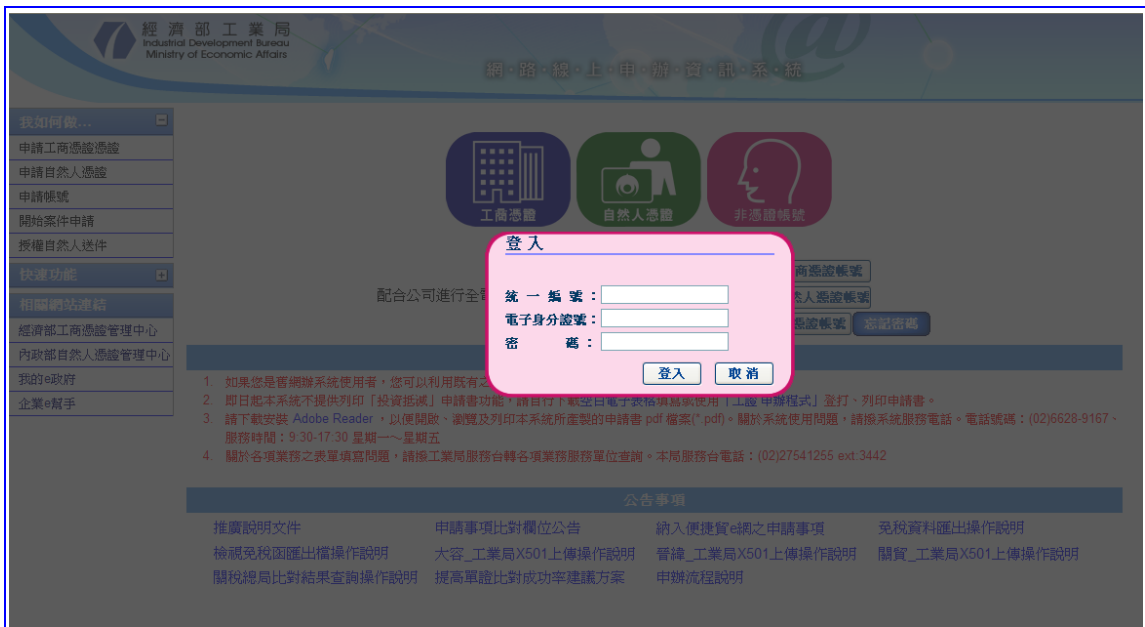 經濟部工業局
Industrial Development Bureau
Ministry of Economic Affairs
網‧路‧線‧上‧申‧辦‧資‧訊‧系‧統
我如何做...
申請工商憑證憑證
申請自然人憑證
申請帳號
開始案件申請
授權自然人送件
快速功能
相關網站連結
經濟部工商憑證管理中心
內政部自然人憑證管理中心
我的e政府
企業e幫手
工商憑證
自然人憑證
非憑證帳號
配合公司進行全電
商憑證帳號
然人憑證帳號
憑證帳號
忘記密碼
登入
統一編號：
電子身分證號：
密碼：
登入
取消
1. 如果您是舊網辦系統使用者，您可以利用既有之
2. 即日起本系統不提供列印「投資抵減」申請書功能，請自行下載空白電子表格填寫或使用「工證 申辦程式」登打、列印申請書。
3. 請下載安裝 Adobe Reader ，以便開啟、瀏覽及列印本系統所產製的申請書 pdf 檔案(*.pdf)。關於系統使用問題，請撥系統服務電話。電話號碼：(02)6628-9167、
服務時間：9:30-17:30 星期一～星期五
4. 關於各項業務之表單填寫問題，請撥工業局服務台轉各項業務服務單位查詢。本局服務台電話：(02)27541255 ext:3442
公告事項
推廣說明文件
申請事項比對欄位公告
納入便捷貿e網之申請事項
免稅資料匯出操作說明
檢視免稅函匯出檔操作說明
大容_工業局X501上傳操作說明
晉緯_工業局X501上傳操作說明
關貿_工業局X501上傳操作說明
關稅總局比對結果查詢操作說明
提高單證比對成功率建議方案
申辦流程說明